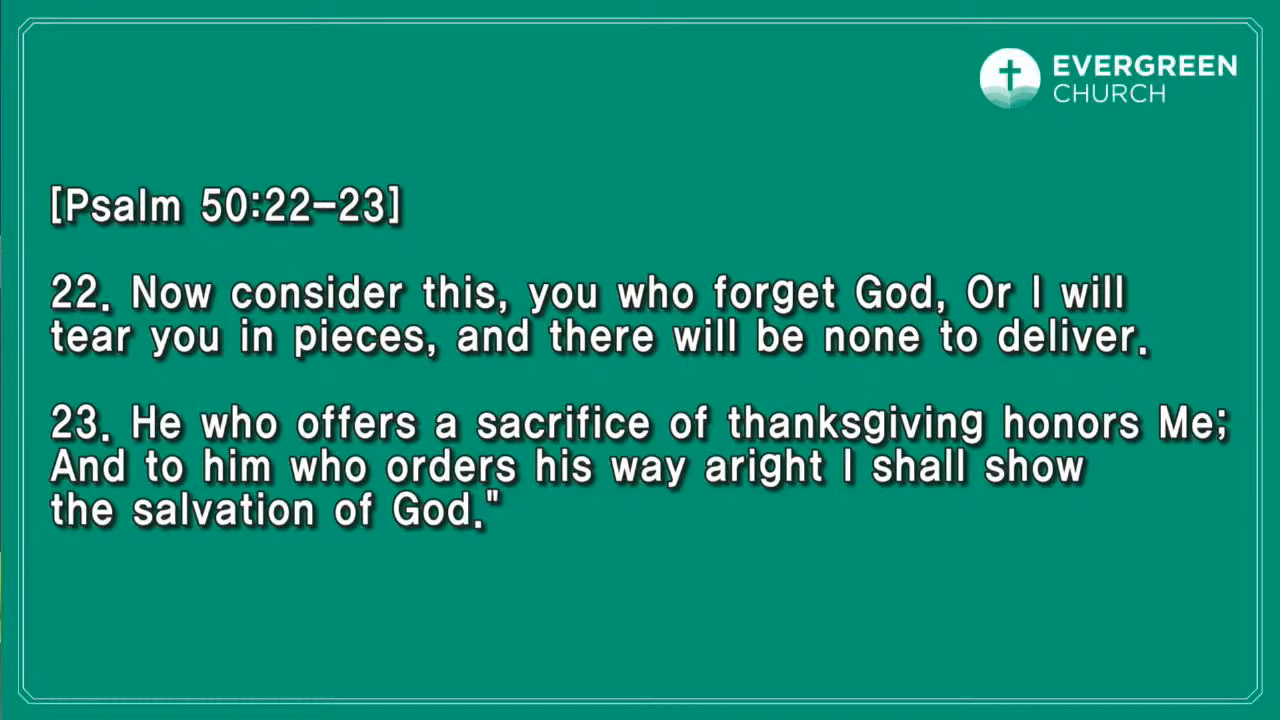 EVERGREEN
CHURCH
[Psalm 50:22-23]
22. Now consider this, you who forget God, Or I will
tear you in pieces, and there will be none to deliver.
23. He who offers a sacrifice of thanksgiving honors Me;
And to him who orders his way aright I shall show
the salvation of God."